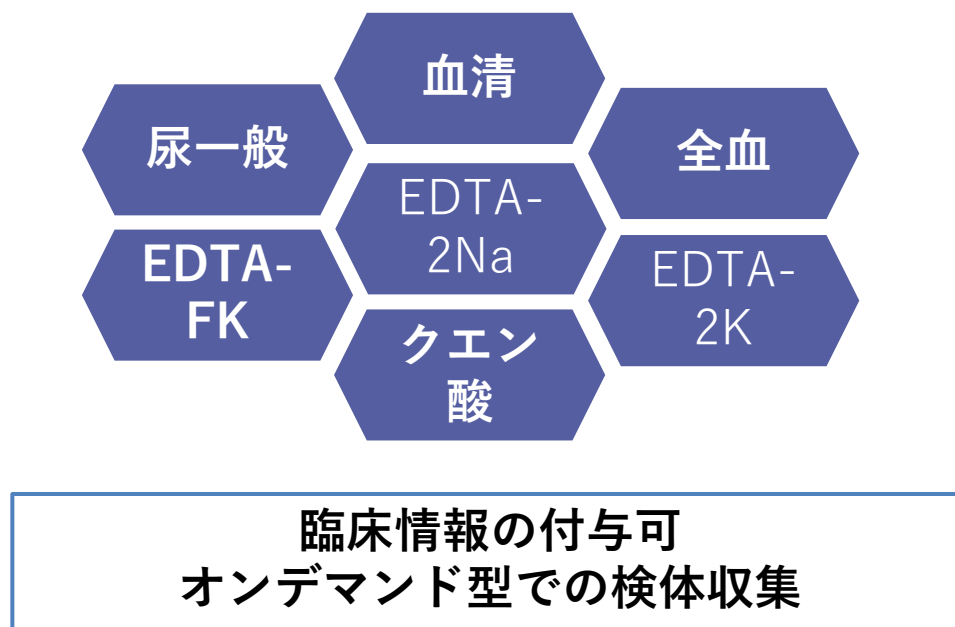 血清
尿一般
全血
EDTA-
2Na
EDTA-
FK
EDTA-
2K
クエン
酸
臨床情報の付与可
オンデマンド型での検体収集